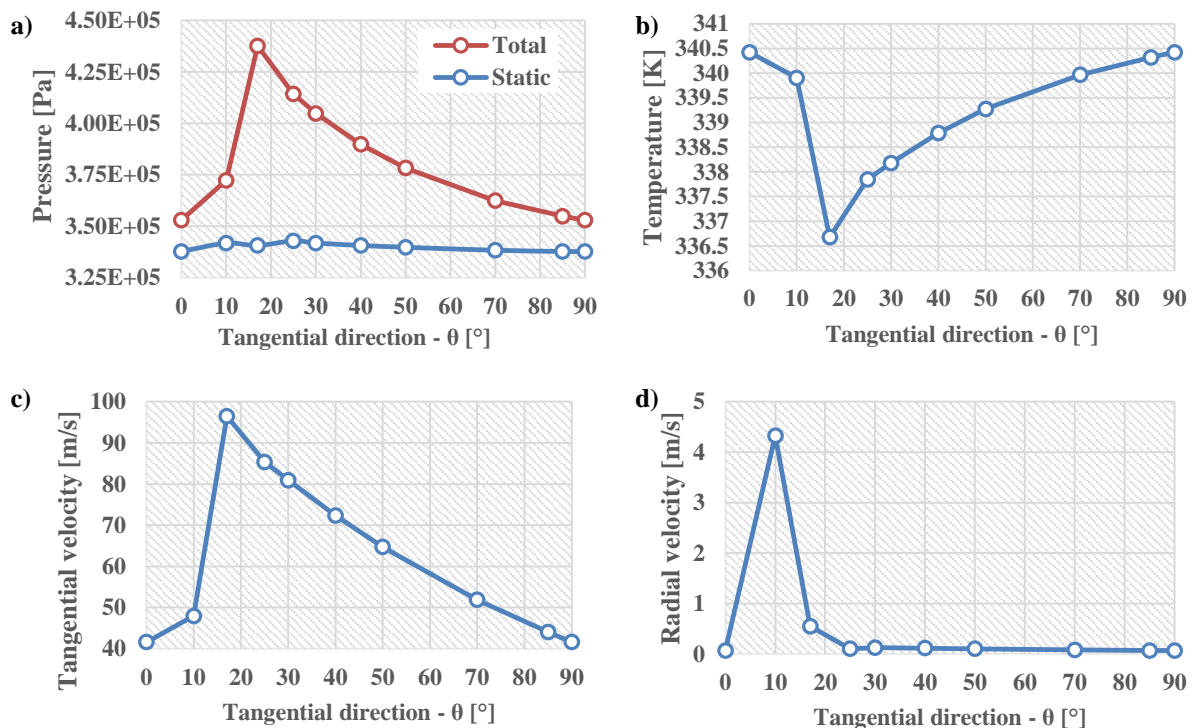 a)
Pressure [Pa]
4.50E+05
4.25E+05
4.00E+05
3.75E+05
3.50E+05
3.25E+05
Total
Static
0 10 20 30 40 50 60 70 80 90
Tangential direction - θ [°]
b)
Temperature [K]
341
340.5
340
339.5
339
338.5
338
337.5
337
336.5
336
0 10 20 30 40 50 60 70 80 90
Tangential direction - θ [°]
c)
Tangential velocity [m/s]
100
90
80
70
60
50
40
0 10 20 30 40 50 60 70 80 90
Tangential direction - θ [°]
d)
Radial velocity [m/s]
5
4
3
2
1
0
0 10 20 30 40 50 60 70 80 90
Tangential direction - θ [°]